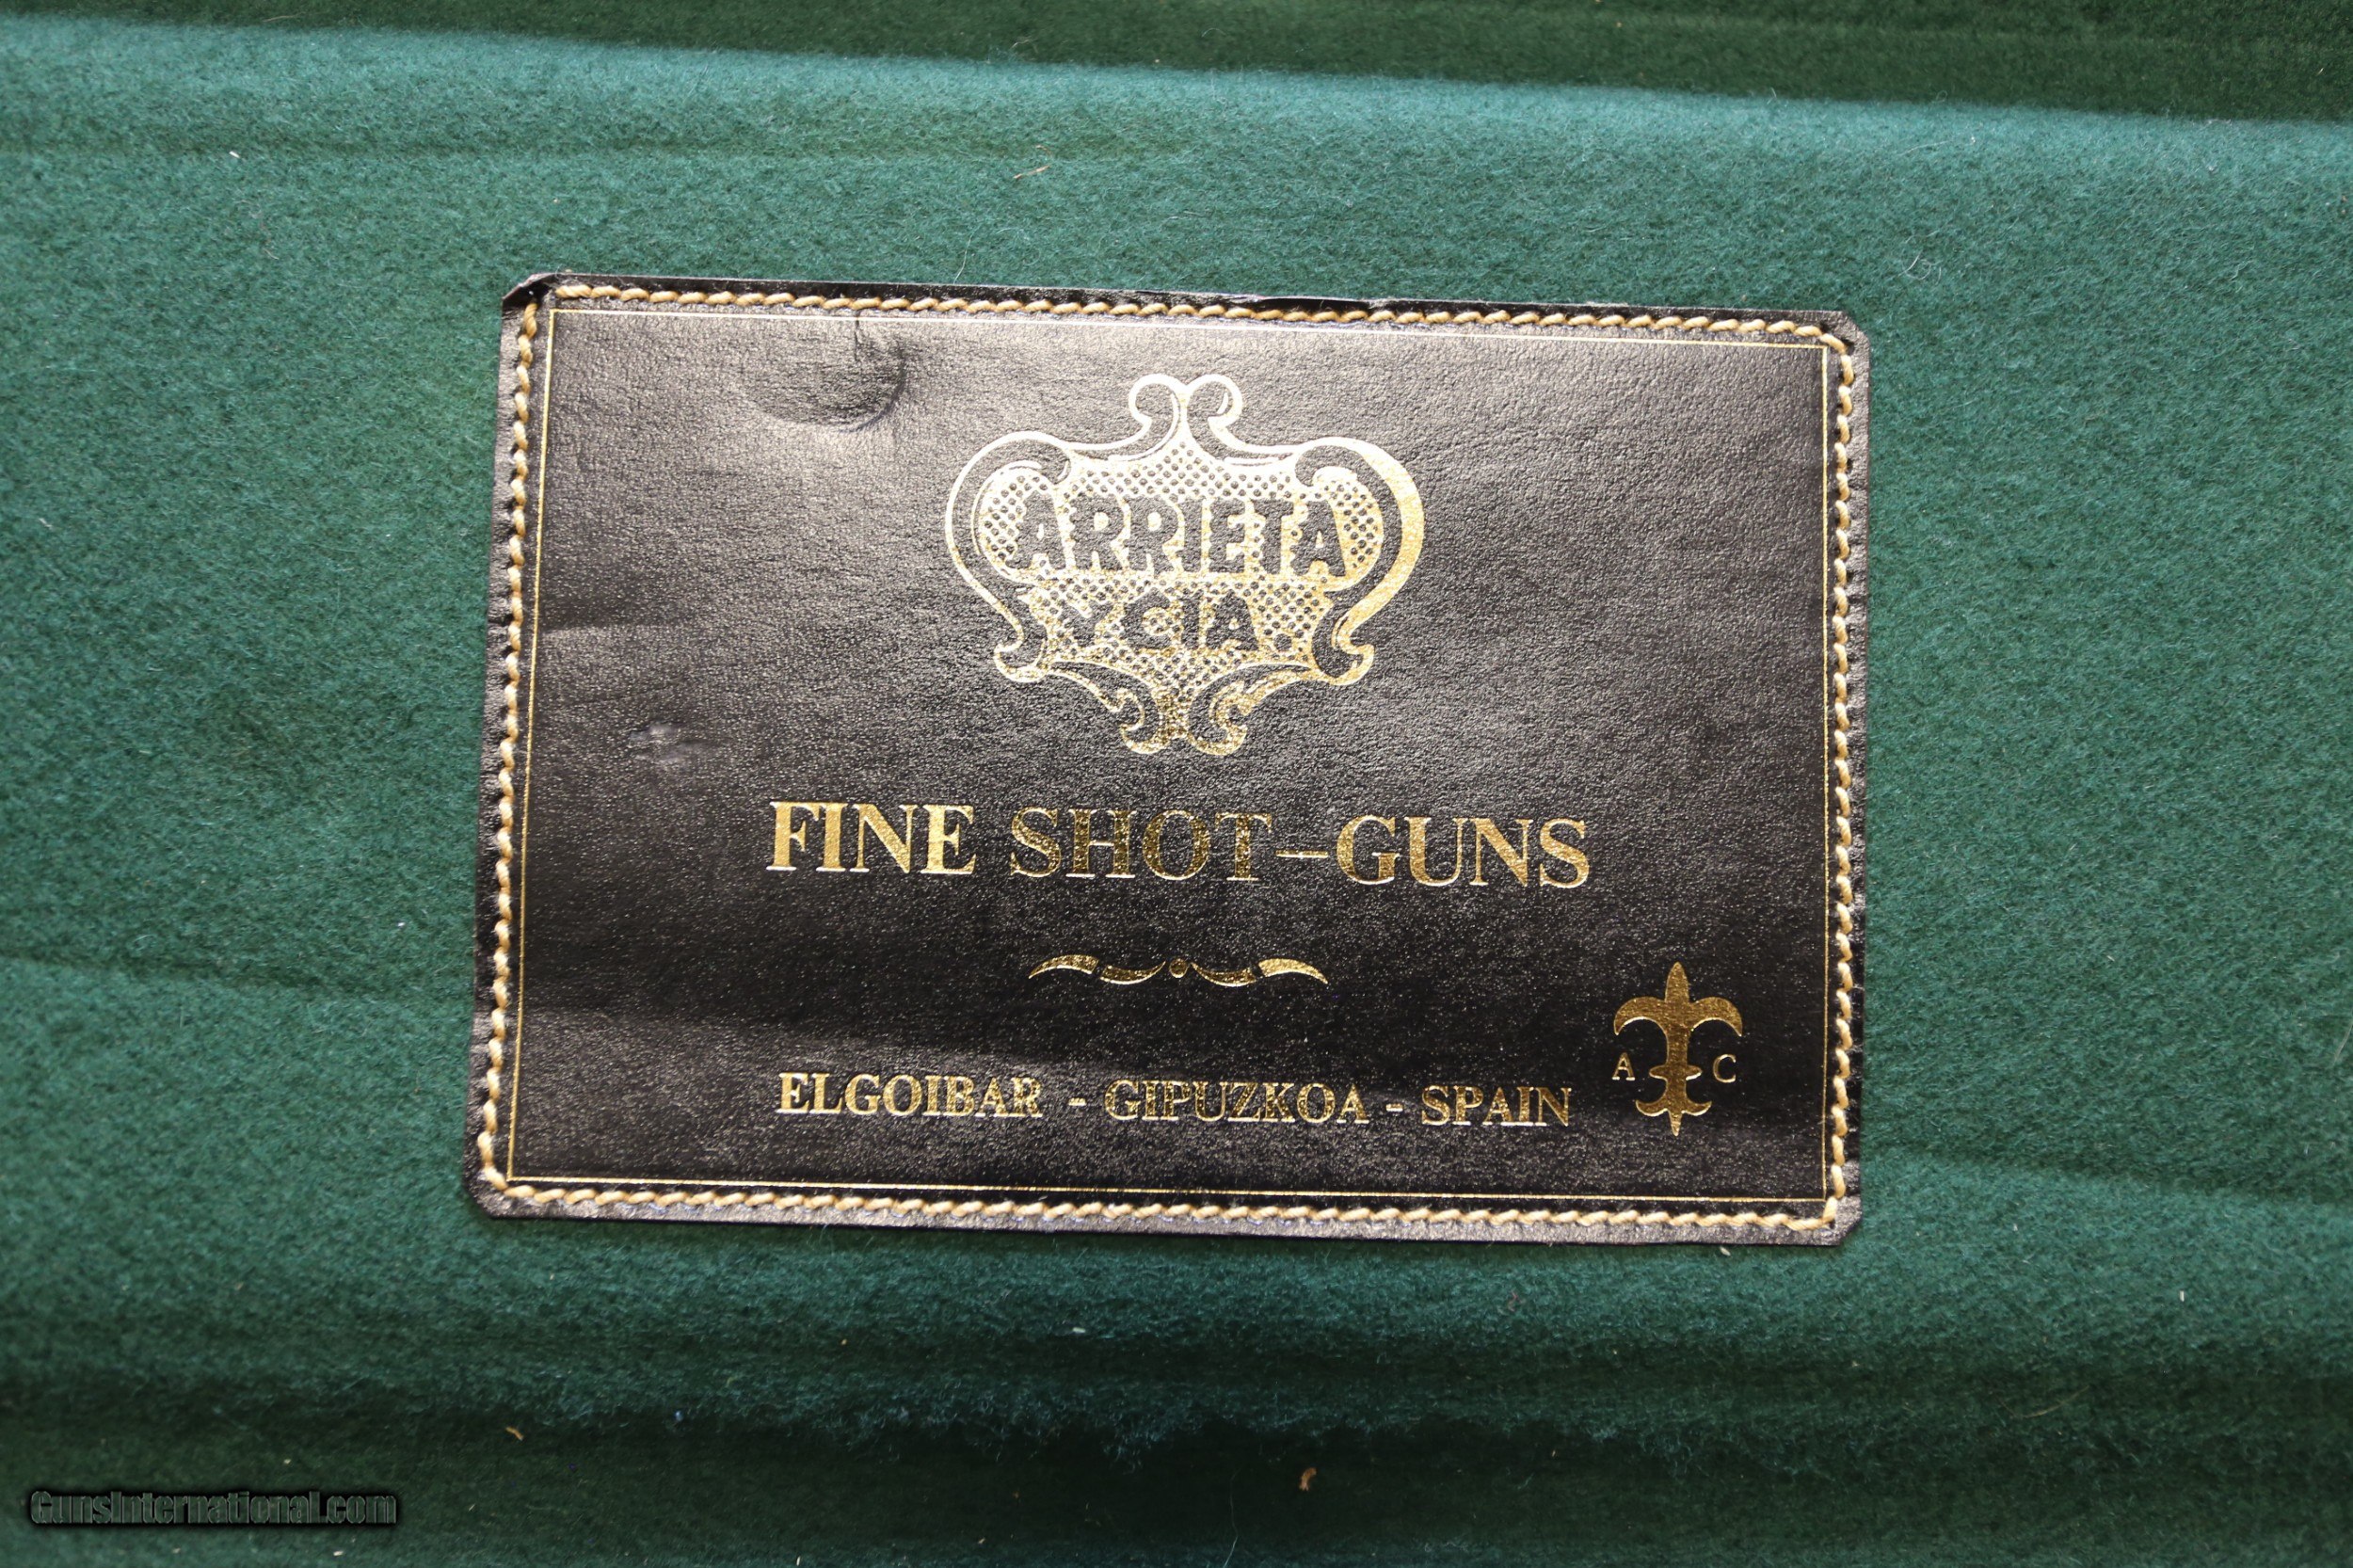 ARRIETA
Y CIA.
FINE SHOT-GUNS
A C
ELGOIBAR - GIPUZKOA - SPAIN
GunsInternational.com